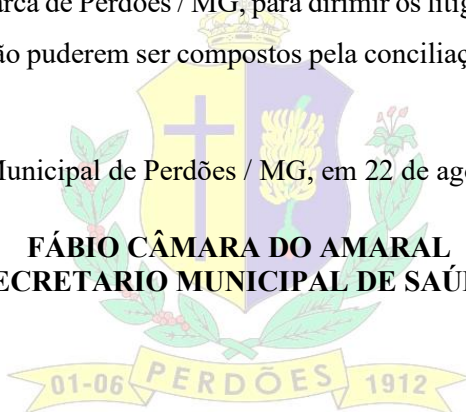 arca de Perdões / MG, para dirimir os litíg
ão puderem ser compostos pela conciliaç
Municipal de Perdões / MG, em 22 de ago
FÁBIO CÂMARA DO AMARAL
ECRETARIO MUNICIPAL DE SAÚ
01-06 PERDÕES 1912